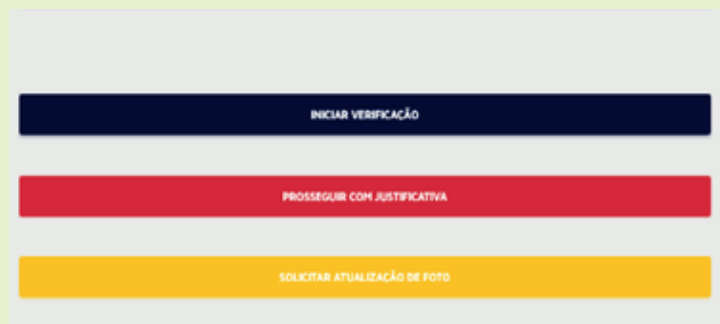 INICIAR VERIFICAÇÃO
PROSSEGUIR COM JUSTIFICATIVA
SOLICITAR ATUALIZAÇÃO DE FOTO